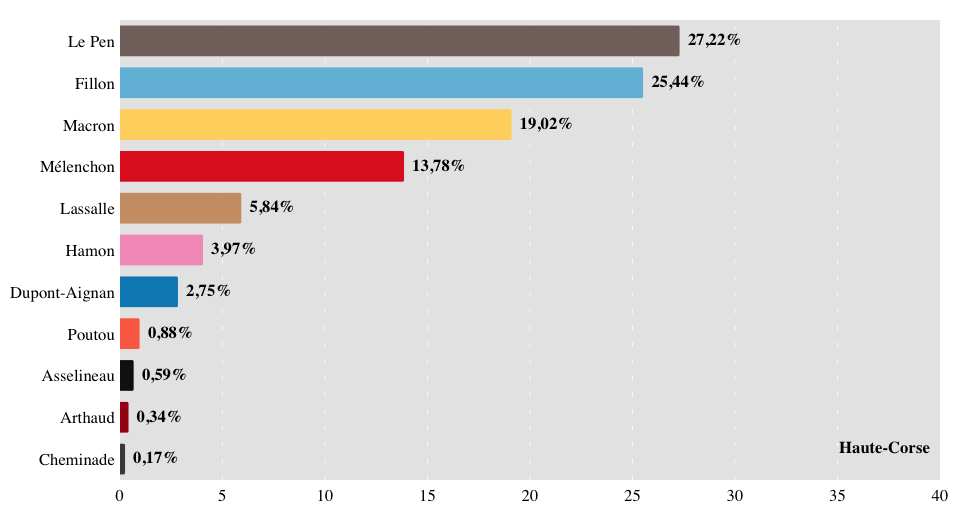 Le Pen 27,22%
Fillon 25,44%
Macron 19,02%
Mélenchon 13,78%
Lassalle 5,84%
Hamon 3,97%
Dupont-Aignan 2,75%
Poutou 0,88%
Asselineau 0,59%
Arthaud 0,34%
Haute-Corse
Cheminade 0,17%
0 5 10 15 20 25 30 35 40